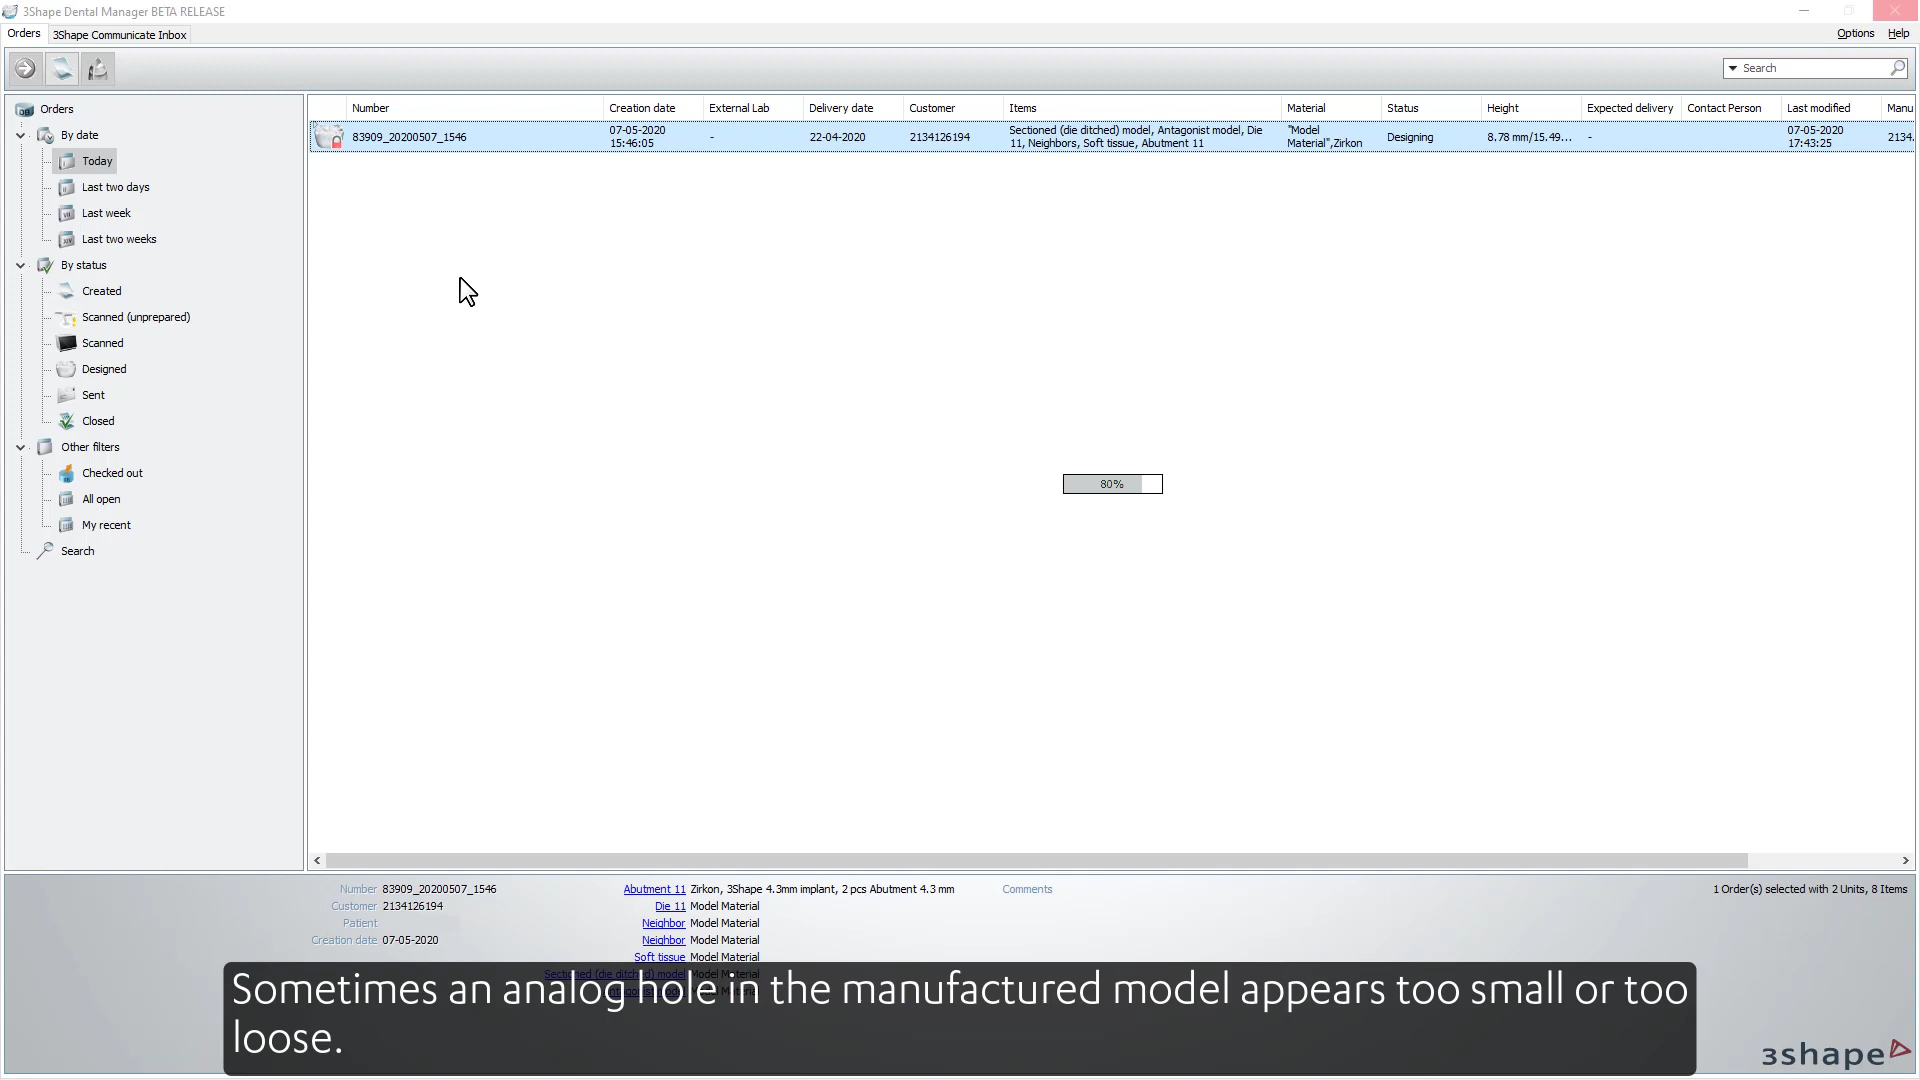 3Shape Dental Manager BETA RELEASE
Orders
3Shape Communicate Inbox
Options
Help
Search
Orders
By date
Today
Last two days
Last week
Last two weeks
By status
Created
Scanned (unprepared)
Scanned
Designed
Sent
Closed
Other filters
Checked out
All open
My recent
Search
Number Creation date External Lab Delivery date Customer Items Material Status Height Expected delivery Contact Person Last modified Manu
83909_20200507_1546
07-05-2020
15:46:05
-
22-04-2020
2134126194
Sectioned (die ditched) model, Antagonist model, Die
11, Neighbors, Soft tissue, Abutment 11
"Model
Material",Zirkon
Designing
8.78 mm/15.49...
-
07-05-2020
17:43:25
2134.
80%
Number 83909_20200507_1546
Customer 2134126194
Patient
Creation date 07-05-2020
Abutment 11 Zirkon, 3Shape 4.3mm implant, 2 pcs Abutment 4.3 mm
Die 11 Model Material
Neighbor Model Material
Neighbor Model Material
Soft tissue Model Material
Sectioned (die ditched) model Model Material
Comments
1 Order(s) selected with 2 Units, 8 Items
Sometimes an analog hole in the manufactured model appears too small or too
loose.
3shape